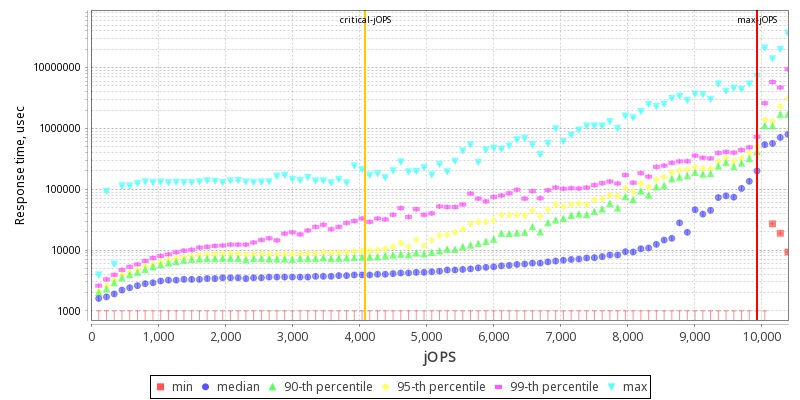 critical-jOPS
max-jOPS
Response time, usec
10000000
1000000
100000
10000
1000
0
1,000
2,000
3,000
4,000
5,000
6,000
7,000
8,000
9,000
10,000
jOPS
min
median
90-th percentile
95-th percentile
99-th percentile
max